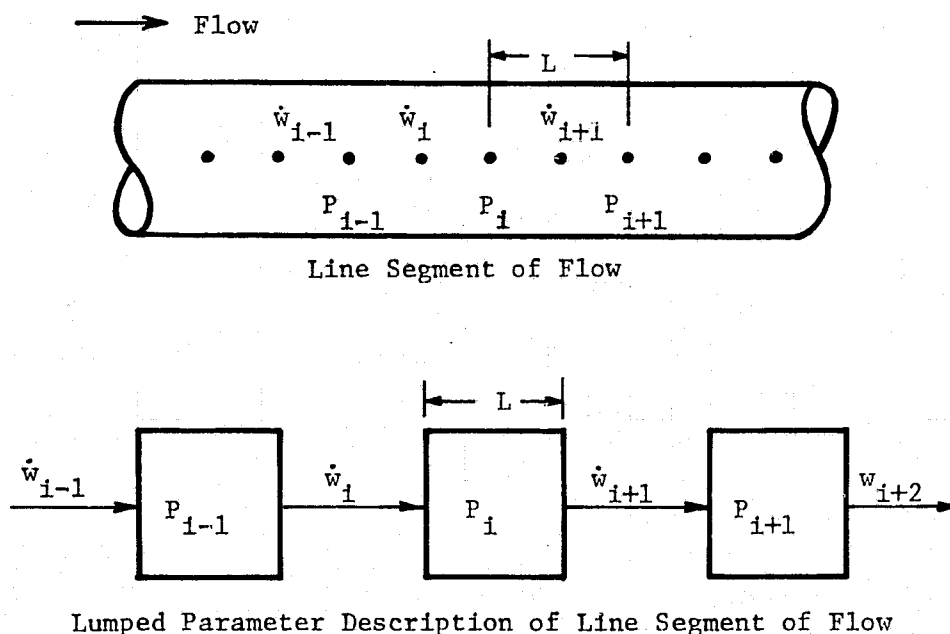 Flow
L
ẇi-1 ẇi ẇi+i
Pi-1 Pi Pi+1
Line Segment of Flow
L
ẇi-1 ẇi ẇi+1 wi+2
Pi-1 Pi Pi+1
Lumped Parameter Description of Line Segment of Flow